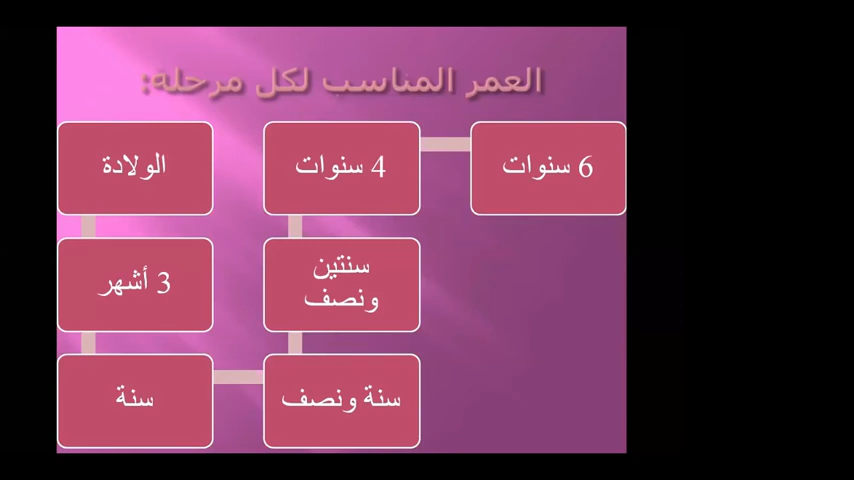 العمر المناسب لكل مرحلة:
الولادة
3 أشهر
سنة
سنة ونصف
سنتين
ونصف
4 سنوات
6 سنوات